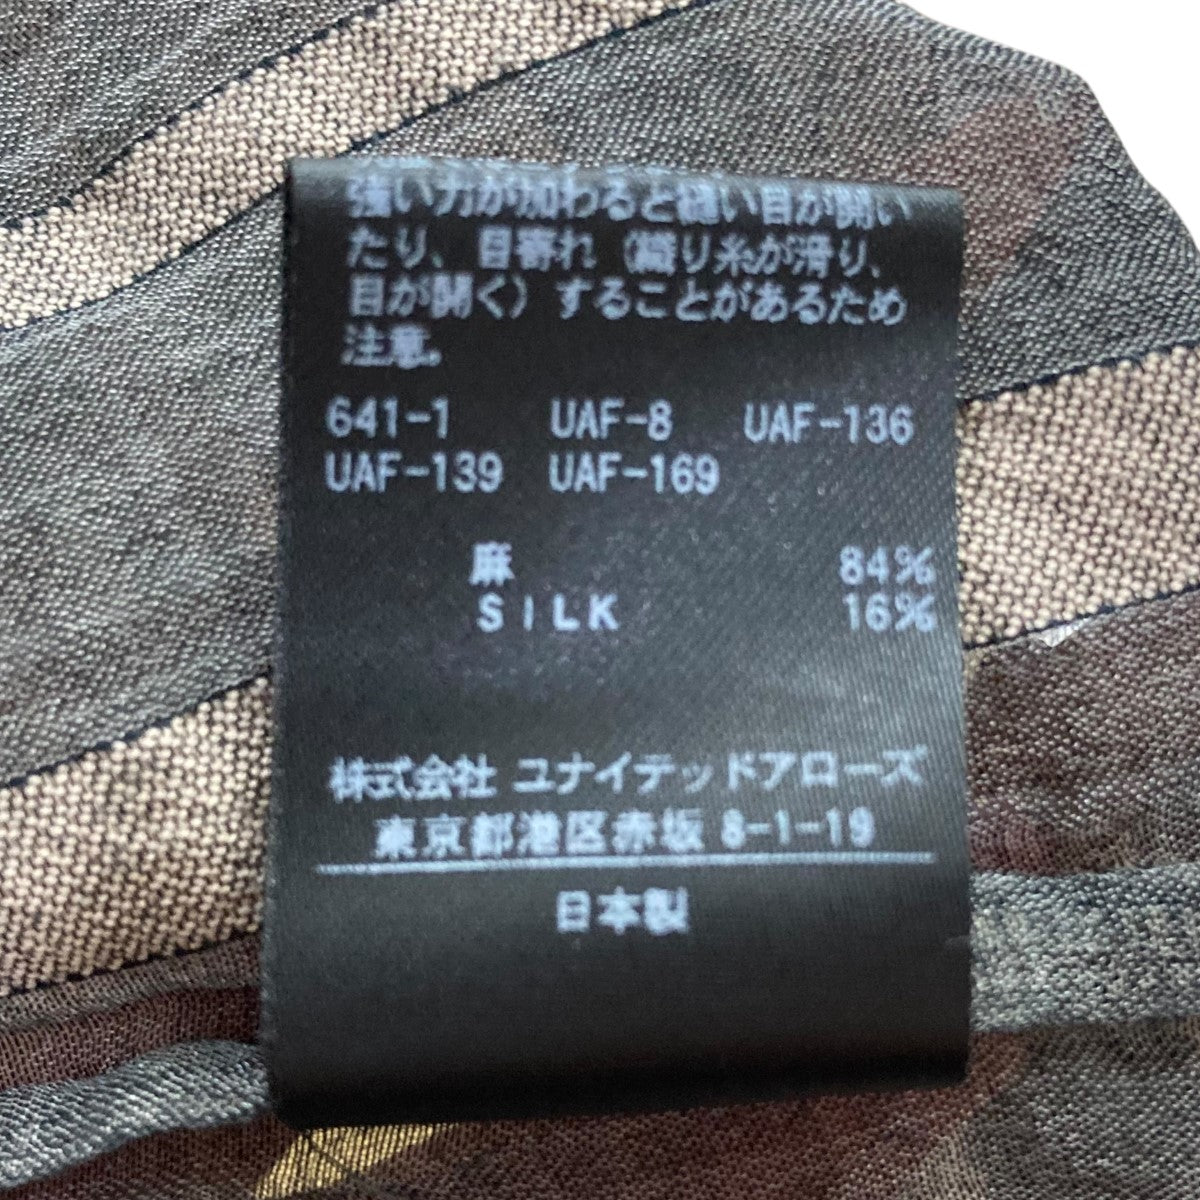 強い力が加わると縫い目が開い
たり、目寄れ(織り糸が滑り、
目が開く)することがあるため
注意。
641-1 UAF-8 UAF-136
UAF-139 UAF-169
麻 84%
SILK 16%
株式会社 ユナイテッドアローズ
東京都港区赤坂 8-1-19
日本製